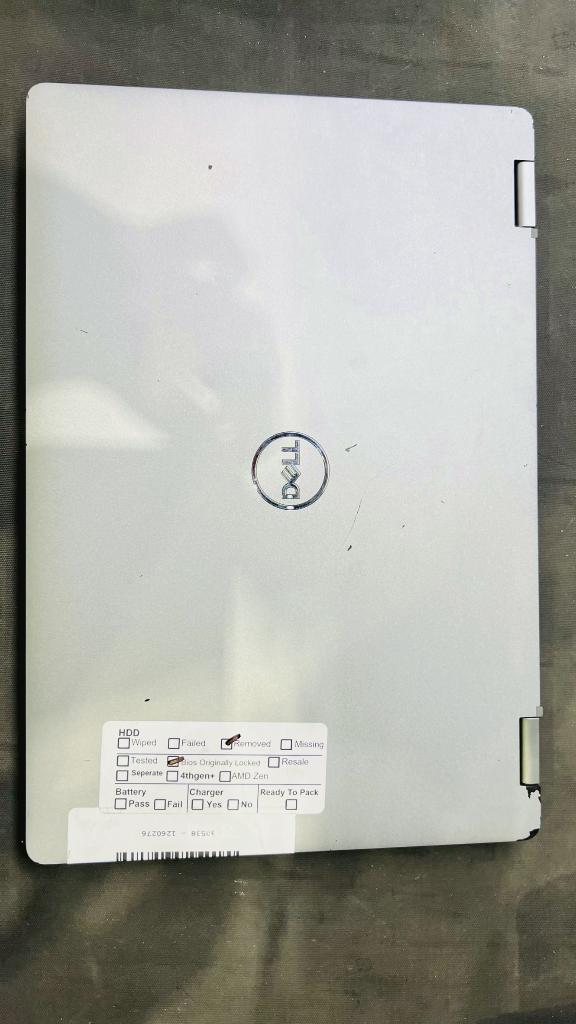 DELL
HDD
Wiped Failed Removed Missing
Tested Bios Originally Locked Resale
Seperate 4thgen+ AMD Zen
Battery Charger Ready To Pack
Pass Fail Yes No
30538 - 1260276